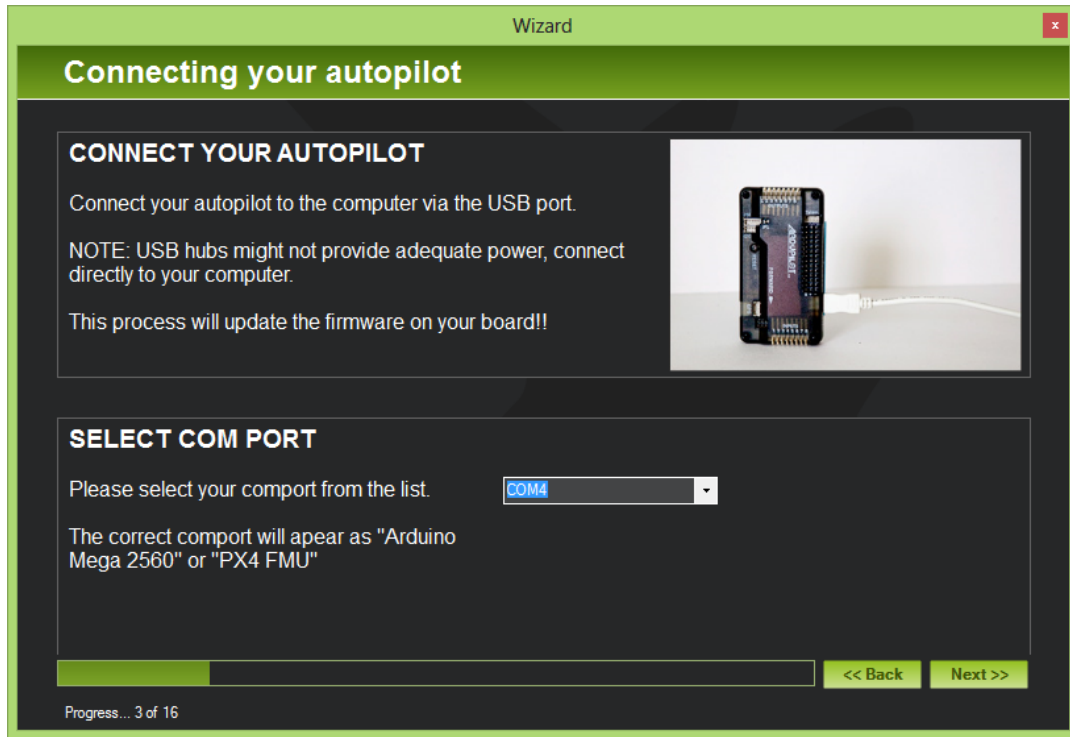 Wizard
x
Connecting your autopilot
CONNECT YOUR AUTOPILOT
Connect your autopilot to the computer via the USB port.
NOTE: USB hubs might not provide adequate power, connect
directly to your computer.
This process will update the firmware on your board!!
ARDUPILOT
INPUTS
SELECT COM PORT
Please select your comport from the list.
COM4
The correct comport will apear as "Arduino
Mega 2560" or "PX4 FMU"
<< Back
Next >>
Progress... 3 of 16